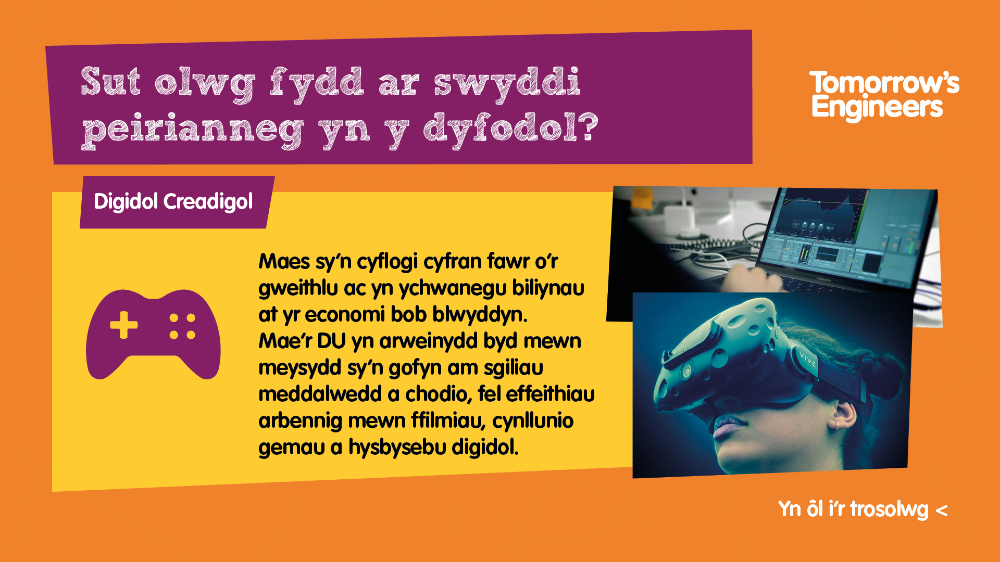 Sut olwg fydd ar swyddi
peirianneg yn y dyfodol?
Tomorrow's
Engineers
Digidol Creadigol
Maes sy'n cyflogi cyfran fawr o'r
gweithlu ac yn ychwanegu biliynau
at yr economi bob blwyddyn.
Mae'r DU yn arweinydd byd mewn
meysydd sy'n gofyn am sgiliau
meddalwedd a chodio, fel effeithiau
arbennig mewn ffilmiau, cynllunio
gemau a hysbysebu digidol.
MacBook Pro
VIVE
Yn ôl i'r trosolwg <